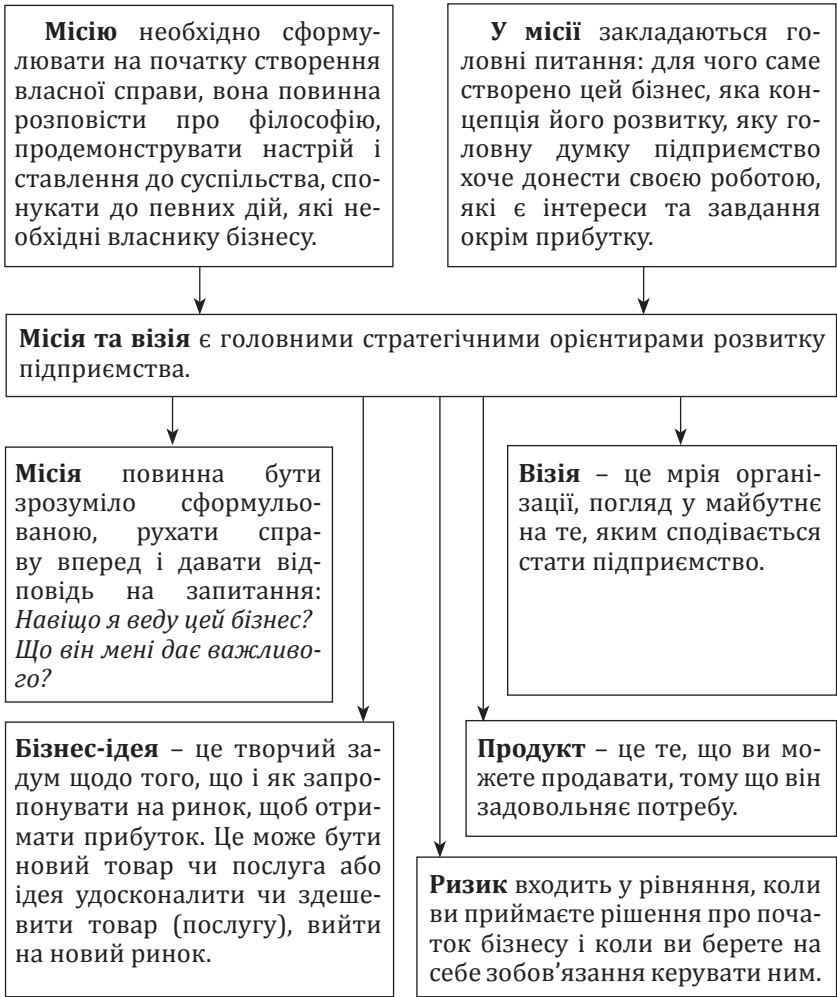 Місію необхідно сформу-
лювати на початку створення
власної справи, вона повинна
розповісти про філософію,
продемонструвати настрій і
ставлення до суспільства, спо-
нукати до певних дій, які не-
обхідні власнику бізнесу.
У місії закладаються го-
ловні питання: для чого саме
створено цей бізнес, яка кон-
цепція його розвитку, яку го-
ловну думку підприємство
хоче донести своєю роботою,
які є інтереси та завдання
окрім прибутку.
Місія та візія є головними стратегічними орієнтирами розвитку
підприємства.
Місія повинна бути
зрозуміло сформульо-
ваною, рухати спра-
ву вперед і давати від-
повідь на запитання:
Навіщо я веду цей бізнес?
Що він мені дає важливо-
го?
Візія – це мрія органі-
зації, погляд у майбутнє
на те, яким сподівається
стати підприємство.
Бізнес-ідея – це творчий за-
дум щодо того, що і як запро-
понувати на ринок, щоб отри-
мати прибуток. Це може бути
новий товар чи послуга або
ідея удосконалити чи здеше-
вити товар (послугу), вийти
на новий ринок.
Продукт – це те, що ви мо-
жете продавати, тому що він
задовольняє потребу.
Ризик входить у рівняння, коли
ви приймаєте рішення про поча-
ток бізнесу і коли ви берете на
себе зобов’язання керувати ним.